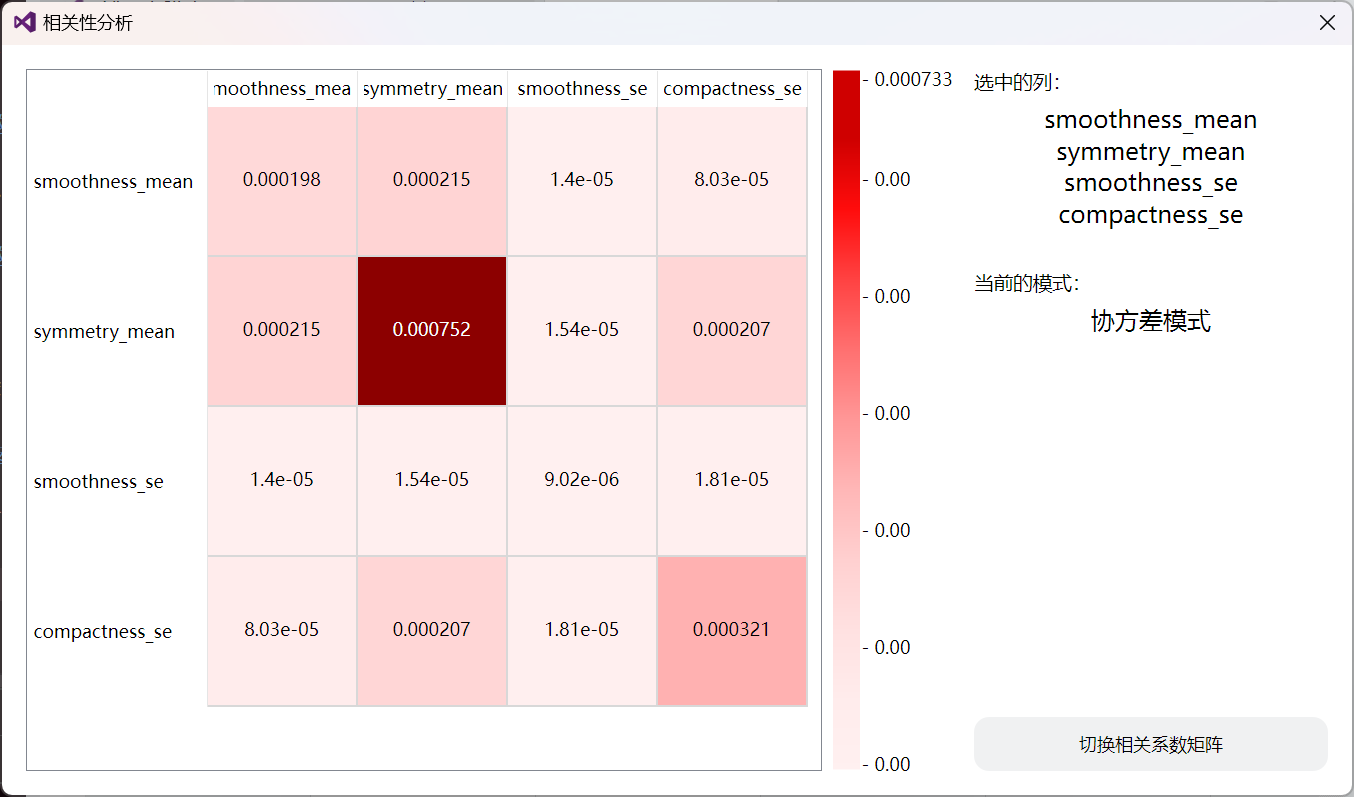 相关性分析
moothness_mea symmetry_mean smoothness_se compactness_se
smoothness_mean 0.000198 0.000215 1.4e-05 8.03e-05
symmetry_mean 0.000215 0.000752 1.54e-05 0.000207
smoothness_se 1.4e-05 1.54e-05 9.02e-06 1.81e-05
compactness_se 8.03e-05 0.000207 1.81e-05 0.000321
0.000733
0.00
0.00
0.00
0.00
0.00
0.00
选中的列：
smoothness_mean
symmetry_mean
smoothness_se
compactness_se
当前的模式：
协方差模式
切换相关系数矩阵